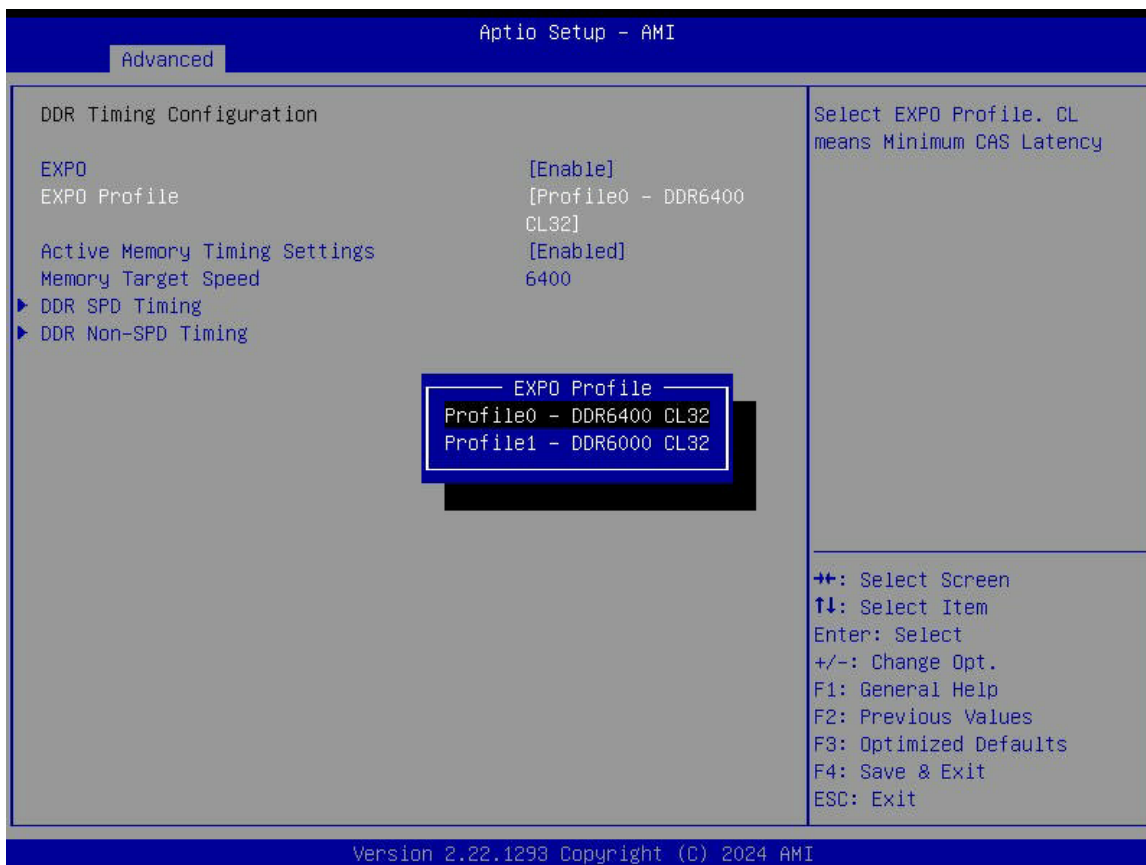 Aptio Setup – AMI
Advanced
DDR Timing Configuration
EXPO [Enable]
EXPO Profile [Profile0 – DDR6400
CL32]
Active Memory Timing Settings [Enabled]
Memory Target Speed 6400
▶ DDR SPD Timing
▶ DDR Non-SPD Timing
EXPO Profile
Profile0 – DDR6400 CL32
Profile1 – DDR6000 CL32
Select EXPO Profile. CL
means Minimum CAS Latency
→←: Select Screen
↑↓: Select Item
Enter: Select
+/-: Change Opt.
F1: General Help
F2: Previous Values
F3: Optimized Defaults
F4: Save & Exit
ESC: Exit
Version 2.22.1293 Copyright (C) 2024 AMI